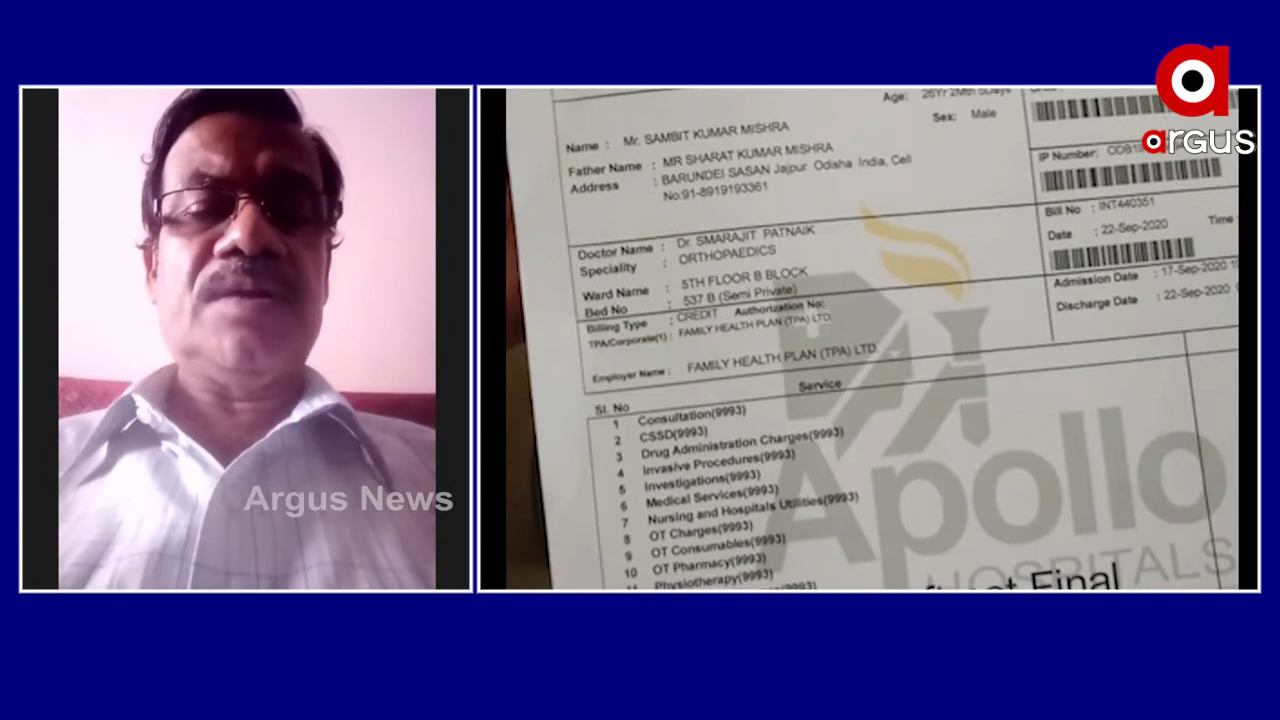 argus
Argus News
Age: 26Yr 2Mth 5Days
Sex: Male
Name : Mr. SAMBIT KUMAR MISHRA
Father Name : MR SHARAT KUMAR MISHRA
Address : BARUNDEI SASAN Jajpur Odisha India, Cell
No:91-8919193361
IP Number:
Bill No : INT440351
Date : 22-Sep-2020 Time
Admission Date : 17-Sep-2020
Discharge Date : 22-Sep-2020
Doctor Name : Dr. SMARAJIT PATNAIK
Speciality : ORTHOPAEDICS
Ward Name : 5TH FLOOR B BLOCK
Bed No : 537 B (Semi Private)
Billing Type : CREDIT Authorization No:
TPA/Corporate(1) : FAMILY HEALTH PLAN (TPA) LTD.
Employer Name : FAMILY HEALTH PLAN (TPA) LTD.
Sl. No Service
1 Consultation(9993)
2 CSSD(9993)
3 Drug Administration Charges(9993)
4 Invasive Procedures(9993)
5 Investigations(9993)
6 Medical Services(9993)
7 Nursing and Hospitals Utilities(9993)
8 OT Charges(9993)
9 OT Consumables(9993)
10 OT Pharmacy(9993)
11 Physiotherapy(9993)
Apollo
HOSPITALS
Final